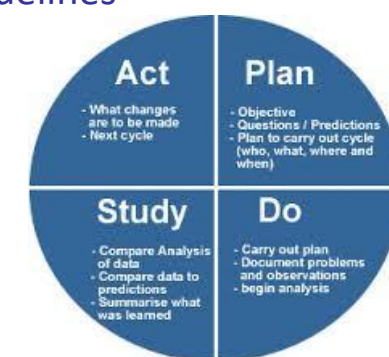 Act
- What changes
are to be made
- Next cycle
Plan
- Objective
- Questions / Predictions
- Plan to carry out cycle
(who, what, where and
when)
Study
- Compare Analysis
of data
- Compare data to
predictions
- Summarise what
was learned
Do
- Carry out plan
- Document problems
and observations
- begin analysis